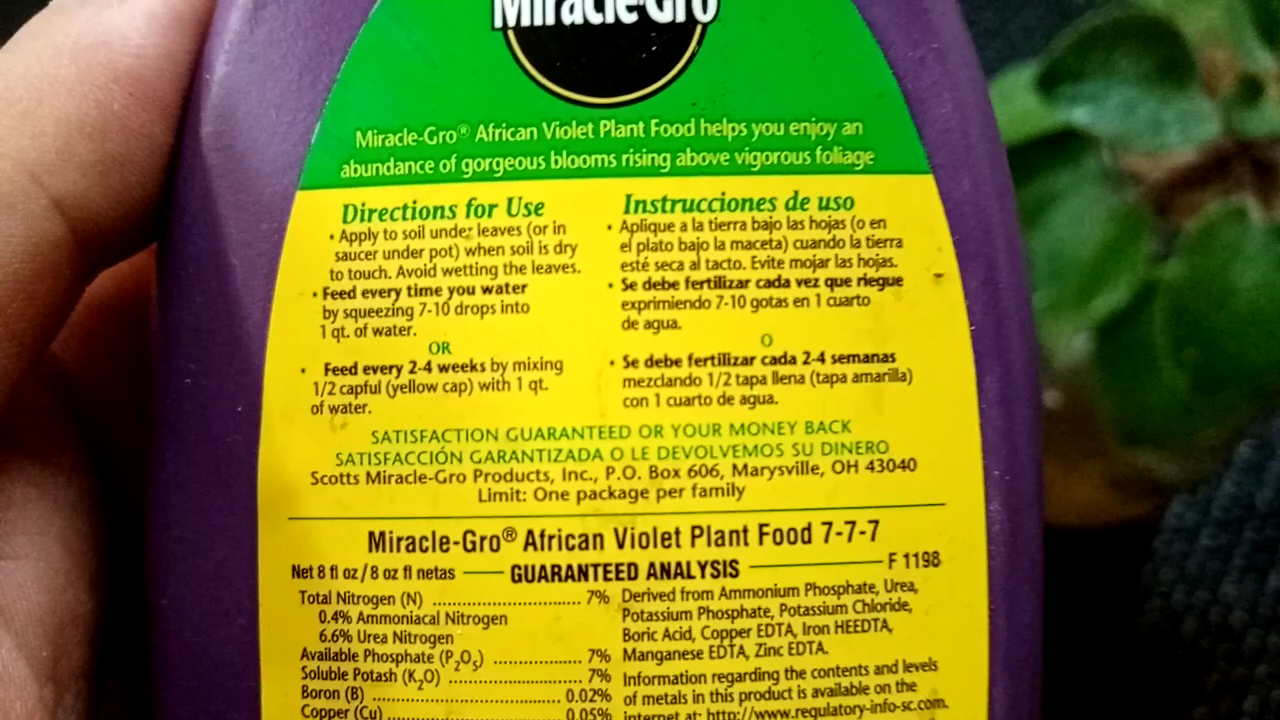 Miracle-Gro
Miracle-Gro® African Violet Plant Food helps you enjoy an
abundance of gorgeous blooms rising above vigorous foliage
Directions for Use
• Apply to soil under leaves (or in
saucer under pot) when soil is dry
to touch. Avoid wetting the leaves.
• Feed every time you water
by squeezing 7-10 drops into
1 qt. of water.
OR
• Feed every 2-4 weeks by mixing
1/2 capful (yellow cap) with 1 qt.
of water.
Instrucciones de uso
• Aplique a la tierra bajo las hojas (o en
el plato bajo la maceta) cuando la tierra
esté seca al tacto. Evite mojar las hojas.
• Se debe fertilizar cada vez que riegue
exprimiendo 7-10 gotas en 1 cuarto
de agua.
O
• Se debe fertilizar cada 2-4 semanas
mezclando 1/2 tapa llena (tapa amarilla)
con 1 cuarto de agua.
SATISFACTION GUARANTEED OR YOUR MONEY BACK
SATISFACCIÓN GARANTIZADA O LE DEVOLVEMOS SU DINERO
Scotts Miracle-Gro Products, Inc., P.O. Box 606, Marysville, OH 43040
Limit: One package per family
Miracle-Gro® African Violet Plant Food 7-7-7
Net 8 fl oz/8 oz fl netas GUARANTEED ANALYSIS F 1198
Total Nitrogen (N) 7%
0.4% Ammoniacal Nitrogen
6.6% Urea Nitrogen
Available Phosphate (P₂O₅) 7%
Soluble Potash (K₂O) 7%
Boron (B) 0.02%
Copper (Cu) 0.05%
Derived from Ammonium Phosphate, Urea,
Potassium Phosphate, Potassium Chloride,
Boric Acid, Copper EDTA, Iron HEEDTA,
Manganese EDTA, Zinc EDTA.
Information regarding the contents and levels
of metals in this product is available on the
internet at: http://www.regulatory-info-sc.com.